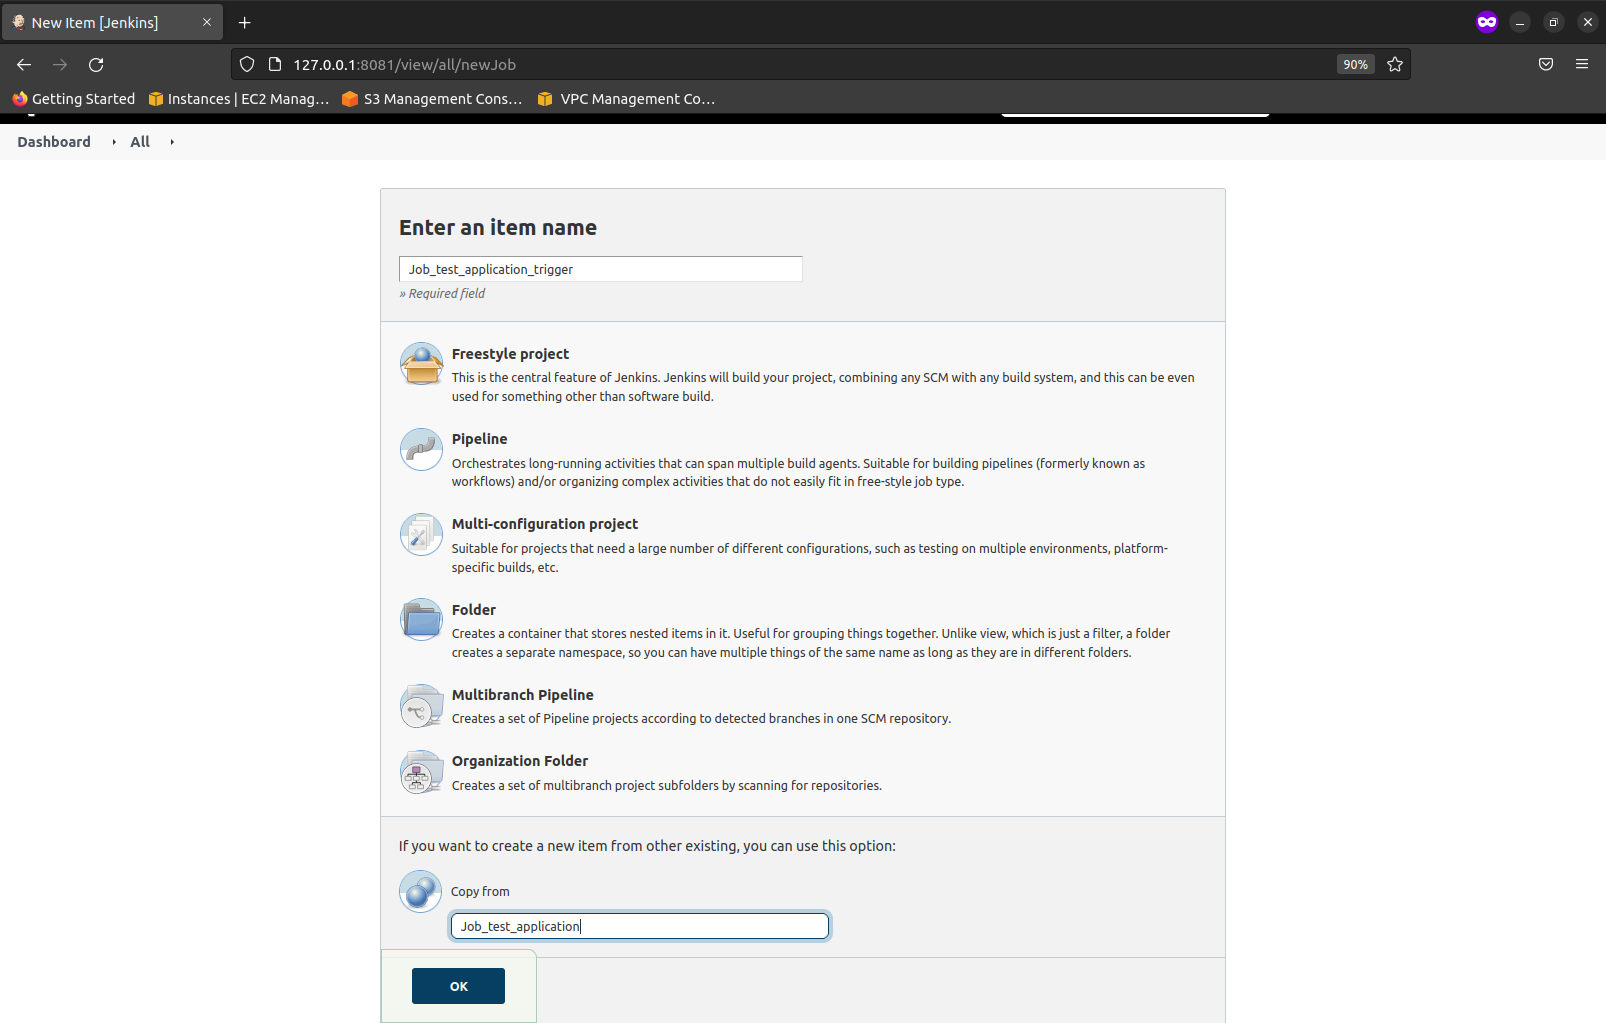 New Item [Jenkins]
127.0.0.1:8081/view/all/newJob
90%
Getting Started
Instances | EC2 Manag...
S3 Management Cons...
VPC Management Co...
Dashboard
All
Enter an item name
Job_test_application_trigger
» Required field
Freestyle project
This is the central feature of Jenkins. Jenkins will build your project, combining any SCM with any build system, and this can be even
used for something other than software build.
Pipeline
Orchestrates long-running activities that can span multiple build agents. Suitable for building pipelines (formerly known as
workflows) and/or organizing complex activities that do not easily fit in free-style job type.
Multi-configuration project
Suitable for projects that need a large number of different configurations, such as testing on multiple environments, platform-
specific builds, etc.
Folder
Creates a container that stores nested items in it. Useful for grouping things together. Unlike view, which is just a filter, a folder
creates a separate namespace, so you can have multiple things of the same name as long as they are in different folders.
Multibranch Pipeline
Creates a set of Pipeline projects according to detected branches in one SCM repository.
Organization Folder
Creates a set of multibranch project subfolders by scanning for repositories.
If you want to create a new item from other existing, you can use this option:
Copy from
Job_test_application
OK